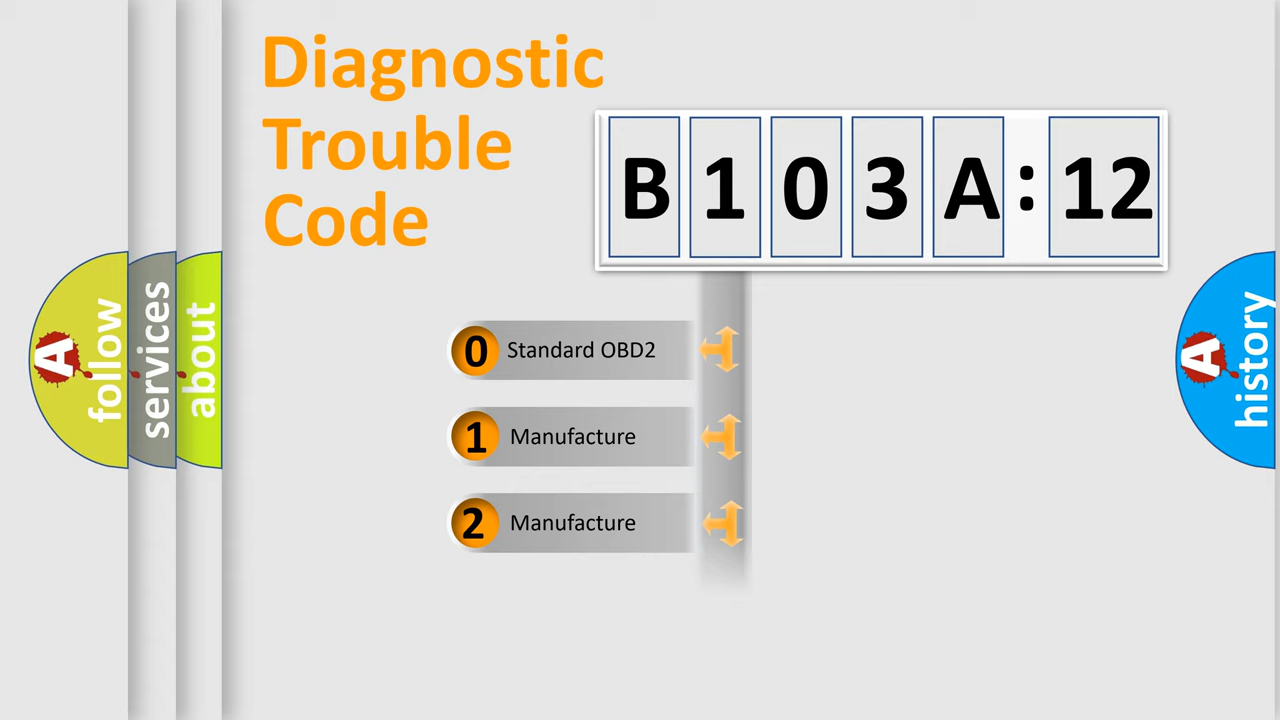 Diagnostic
Trouble
Code
B 1 0 3 A : 12
0 Standard OBD2
1 Manufacture
2 Manufacture
A follow
services
about
A history